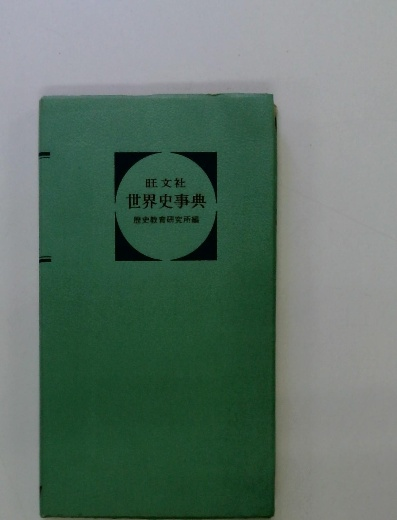 旺文社
世界史事典
歴史教育研究所編